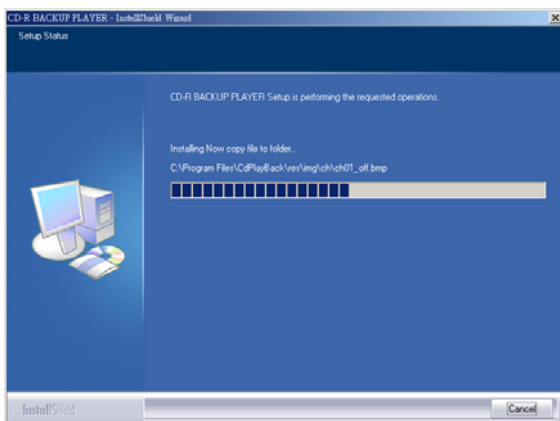 CD-R BACKUP PLAYER - InstallShield Wizard
Setup Status
CD-R BACKUP PLAYER Setup is performing the requested operations.
Installing Now copy file to folder..
C:\Program Files\CdPlayBack\res\img\ch\ch01_off.bmp
InstallShield
Cancel